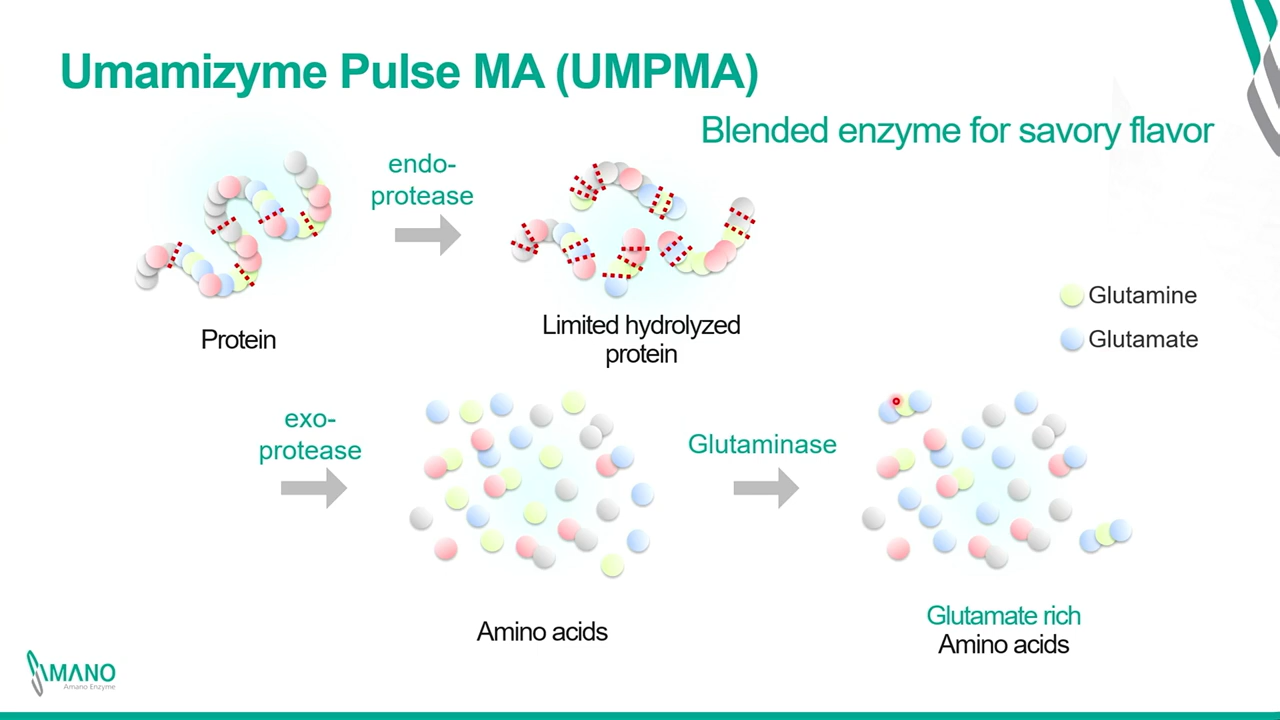 Umamizyme Pulse MA (UMPMA)
Blended enzyme for savory flavor
endo-
protease
Protein
Limited hydrolyzed
protein
Glutamine
Glutamate
exo-
protease
Amino acids
Glutaminase
Glutamate rich
Amino acids
AMANO
Amano Enzyme